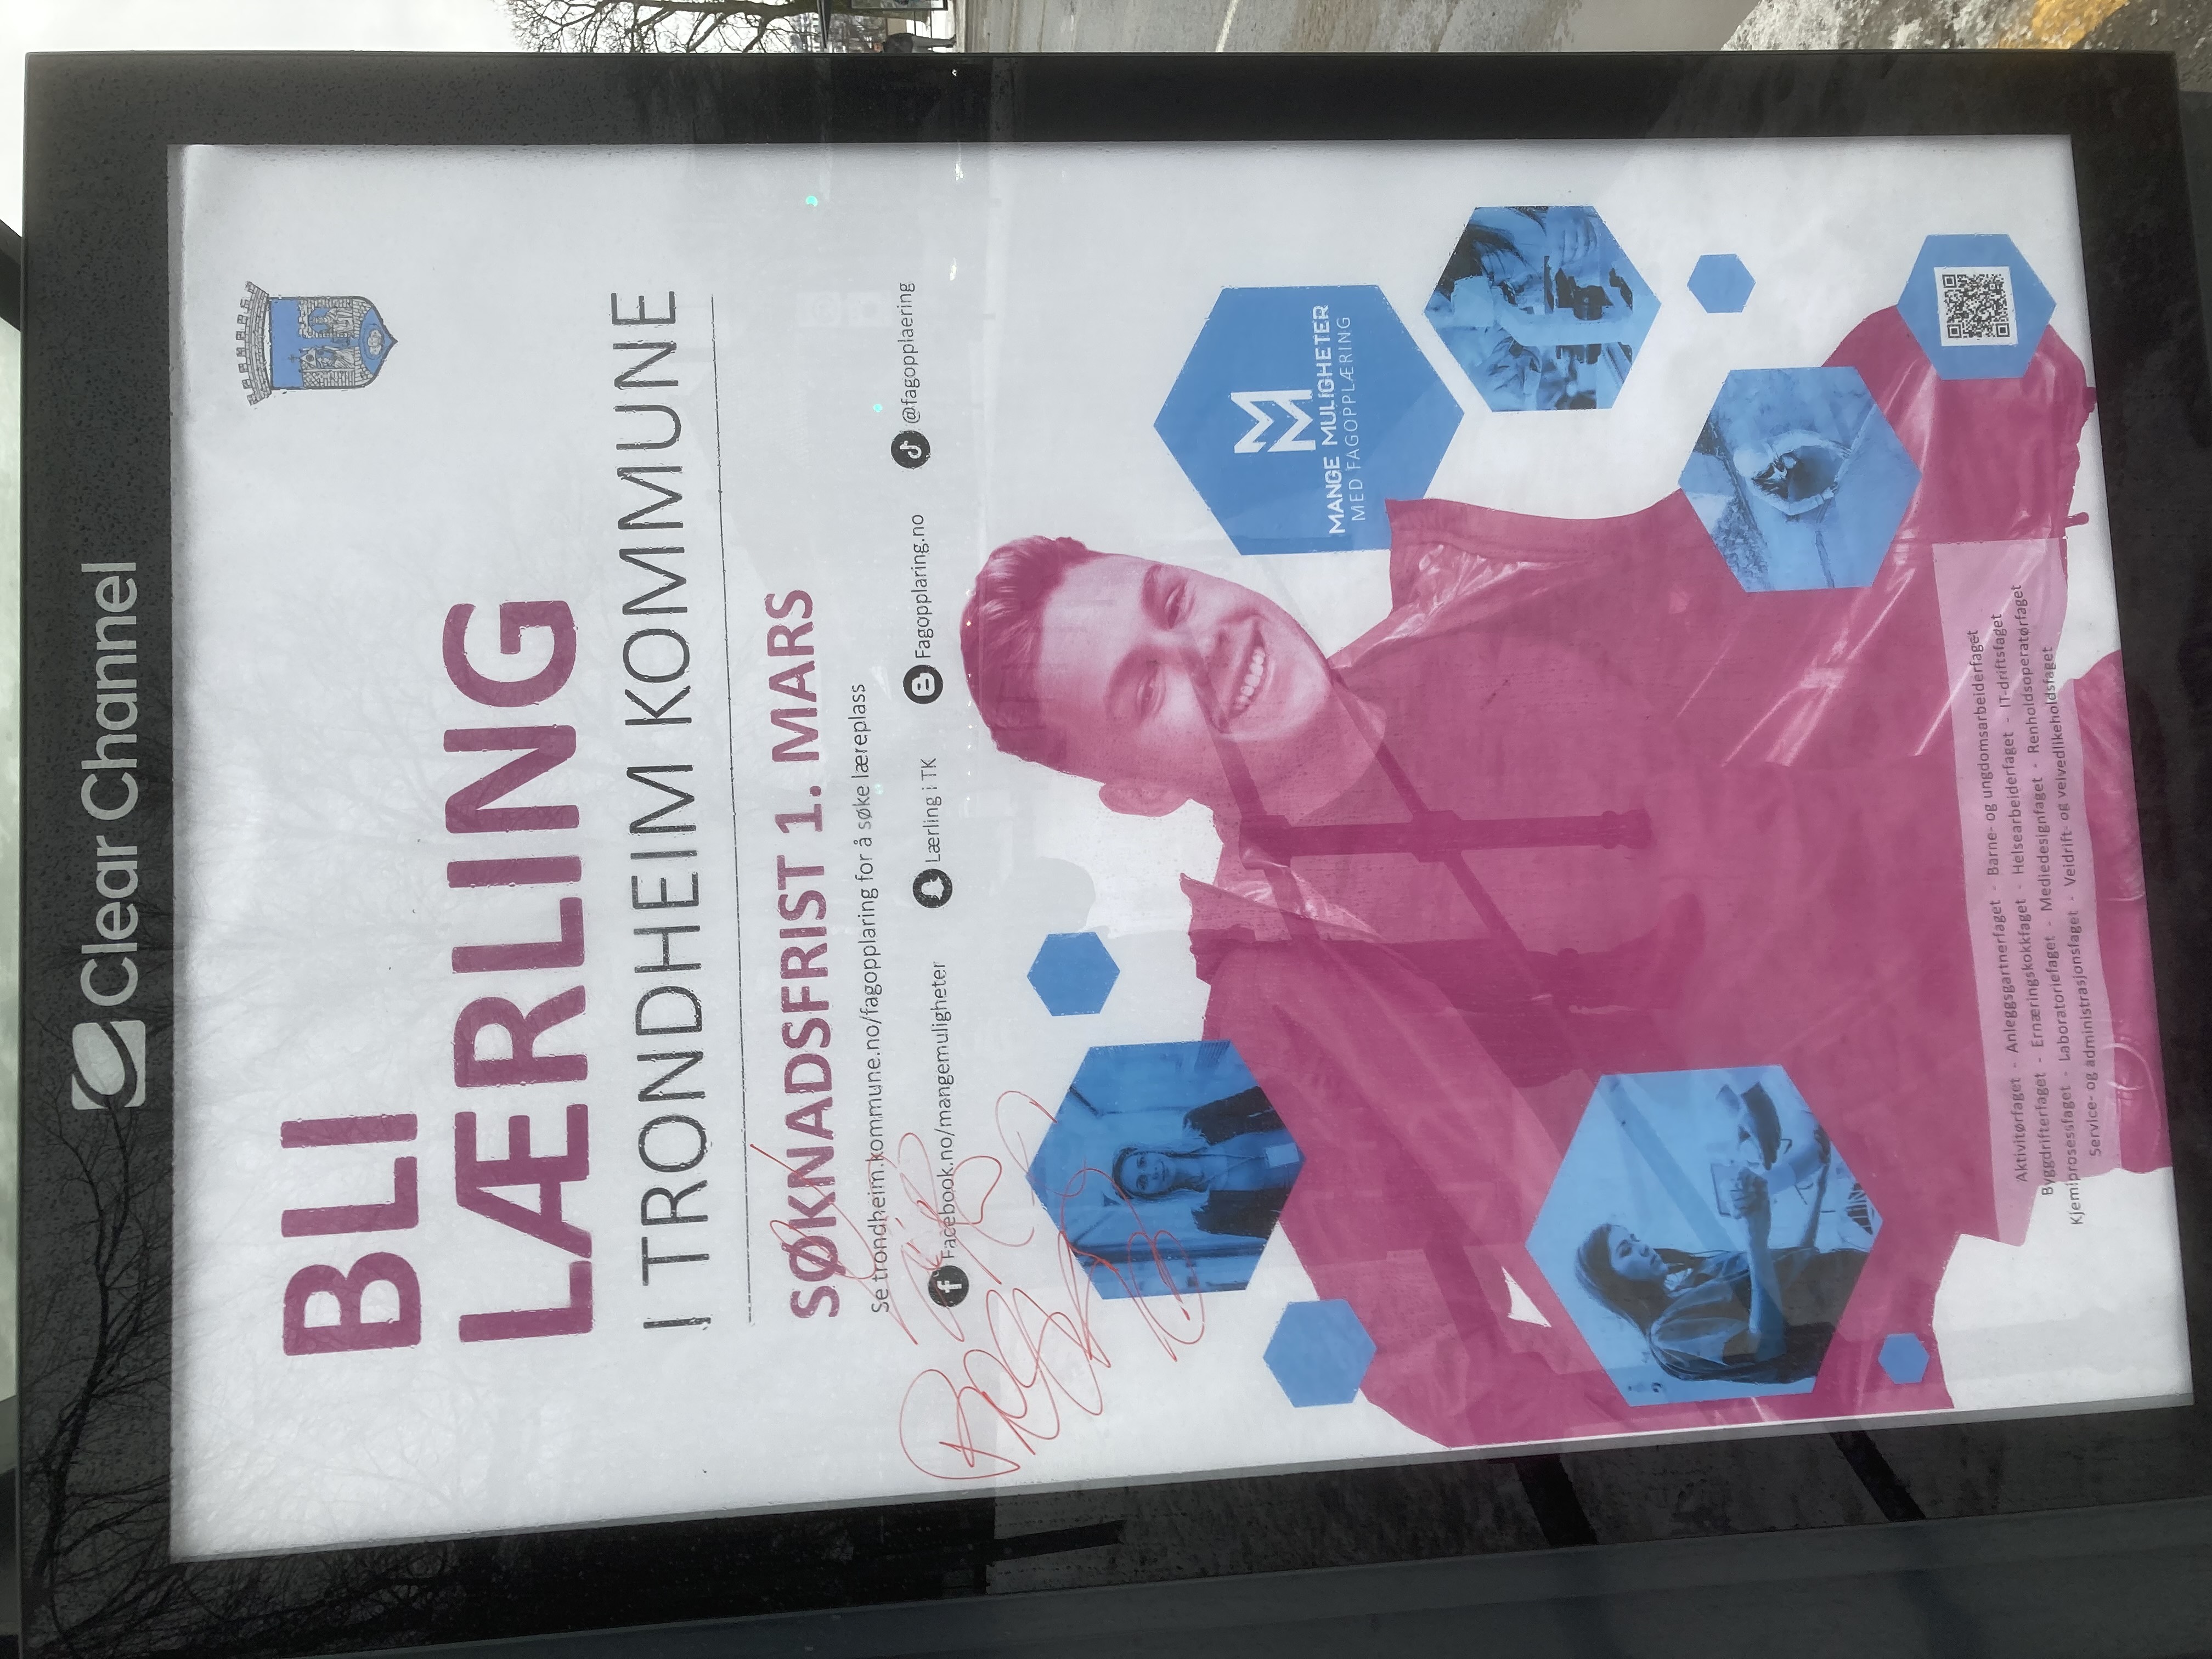 Clear Channel
BLI
LÆRLING
I TRONDHEIM KOMMUNE
SØKNADSFRIST 1. MARS
Se trondheim.kommune.no/fagopplaring for å søke læreplass
Facebook.no/mangemuligheter
Lærling i TK
Fagopplaring.no
@fagopplaering
MM
MANGE MULIGHETER
MED FAGOPPLÆRING
Aktivitørfaget - Anleggsgartnerfaget - Barne- og ungdomsarbeiderfaget
Byggdrifterfaget - Ernæringskokkfaget - Helsearbeiderfaget - IT-driftsfaget
Kjemiprosessfaget - Laboratoriefaget - Mediedesignfaget - Renholdsoperatørfaget
Service- og administrasjonsfaget - Veidrift- og veivedlikeholdsfaget